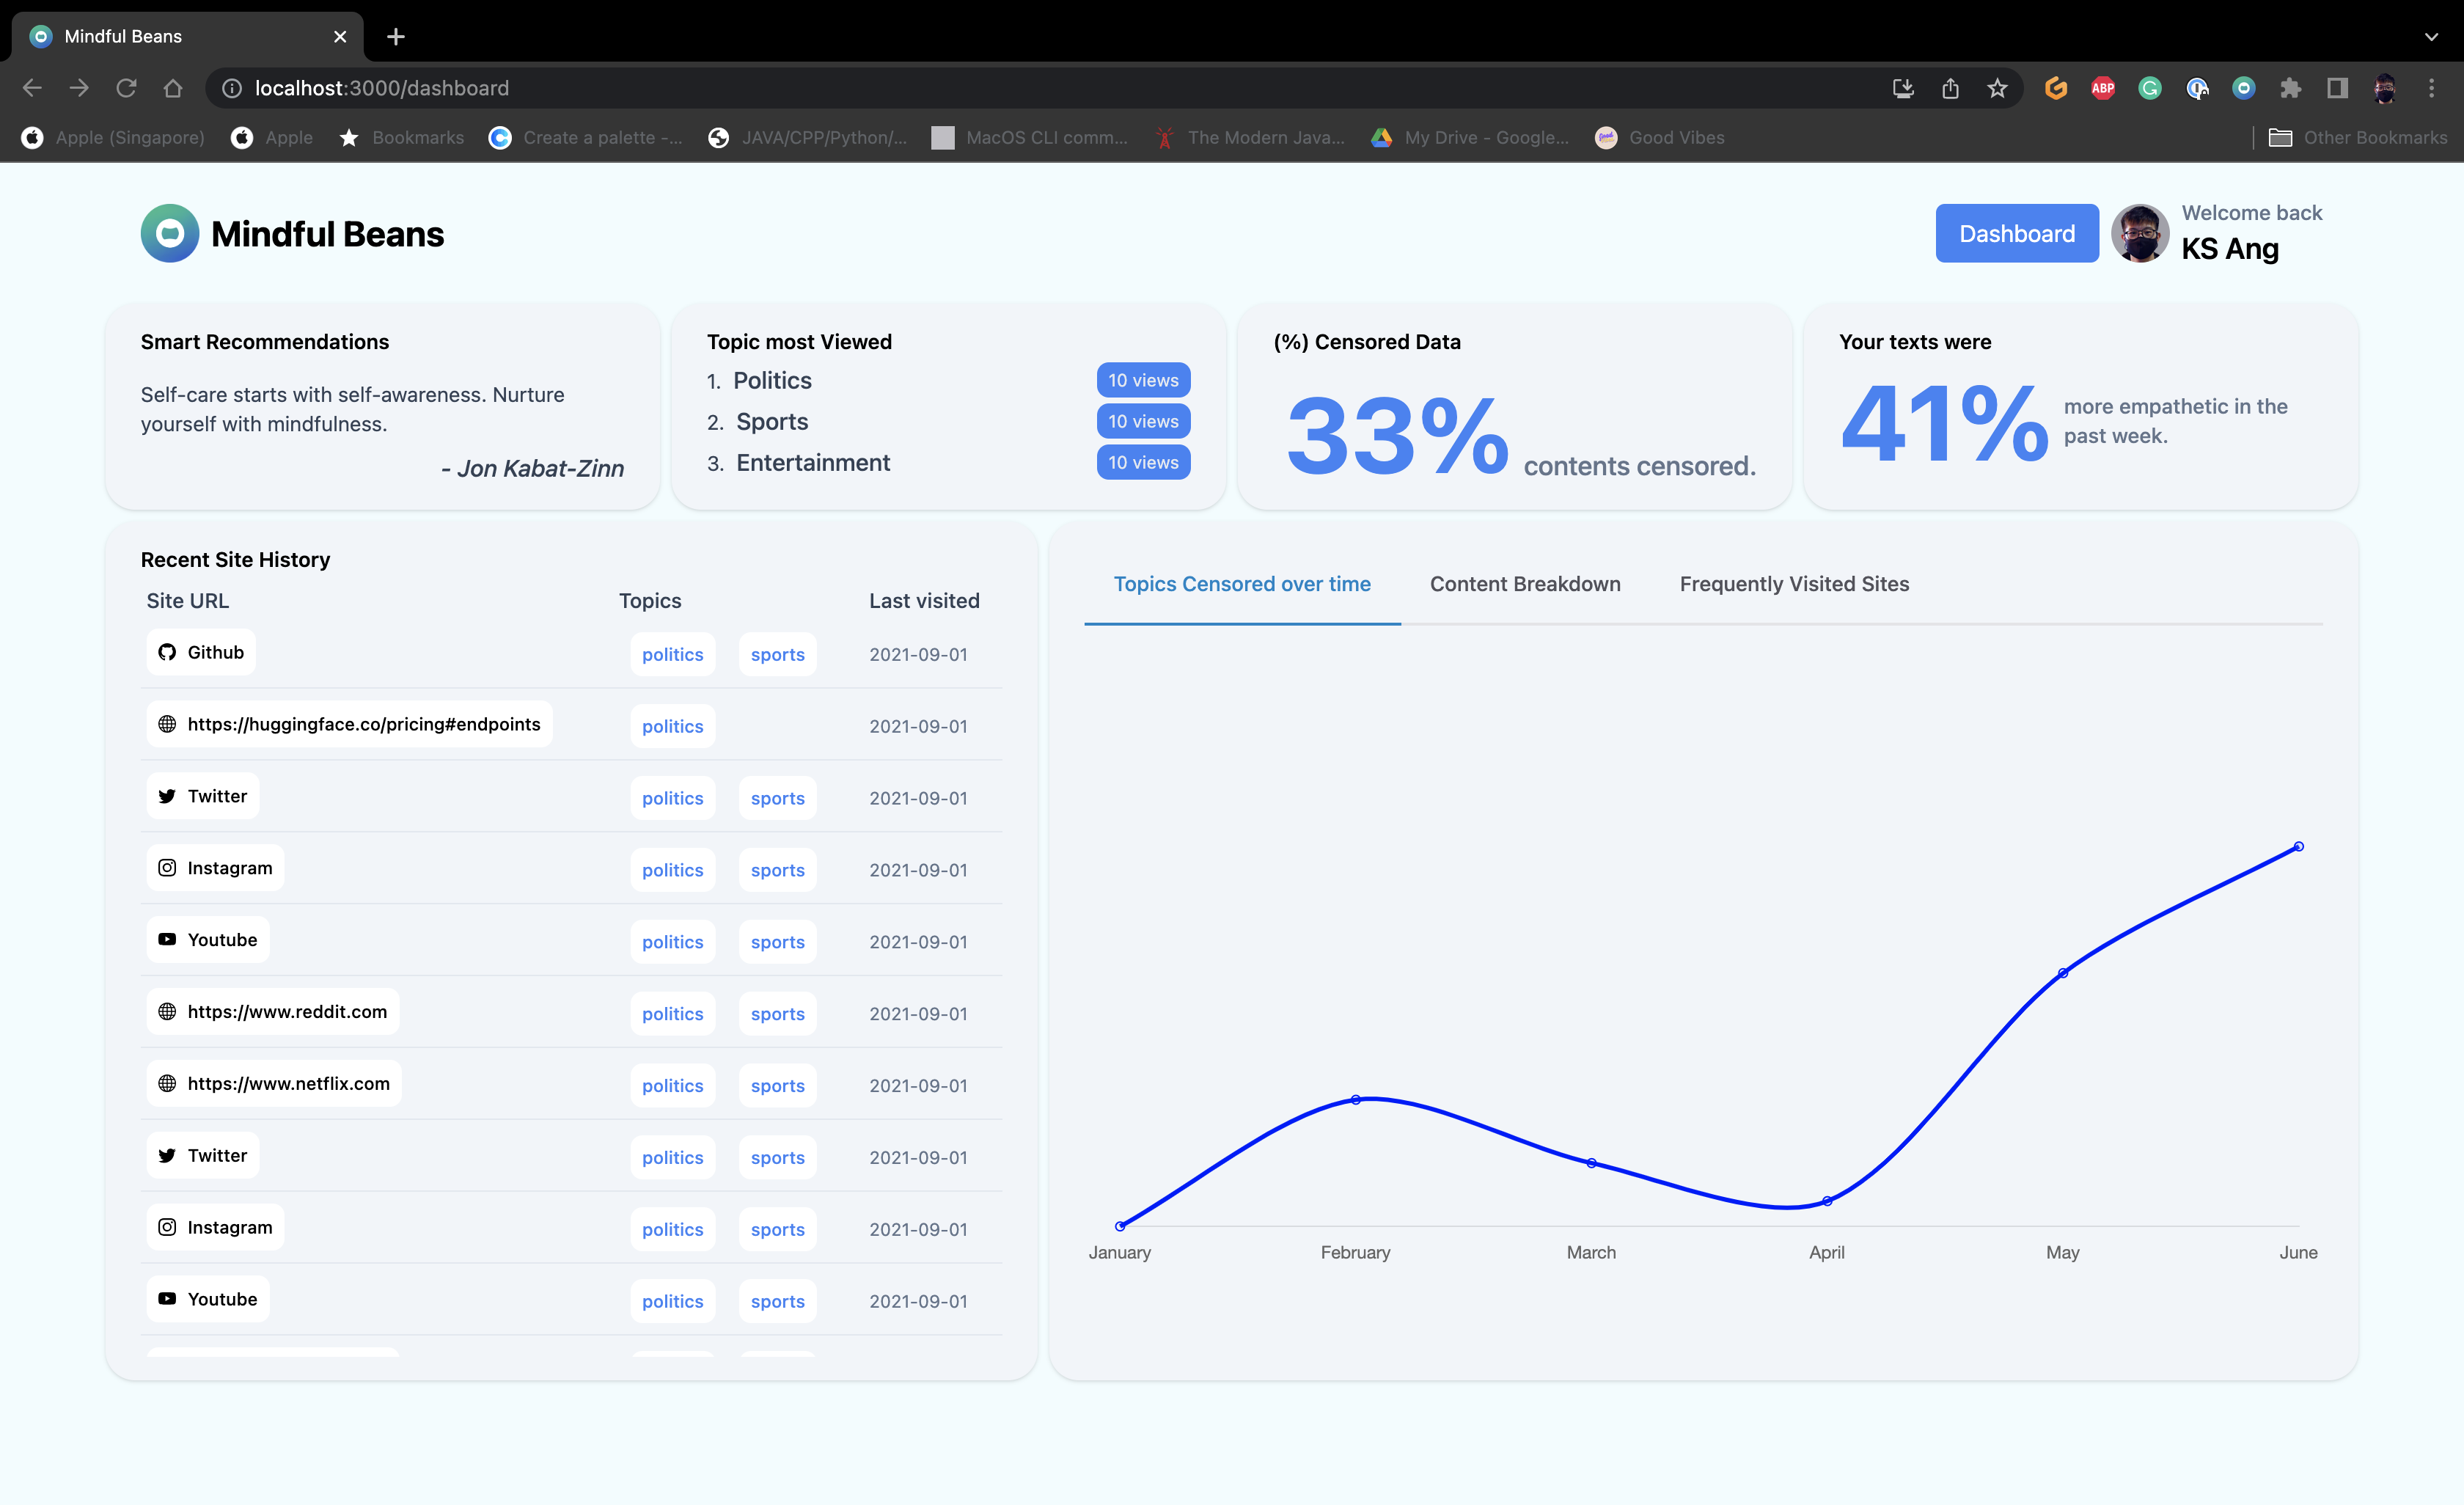 Mindful Beans
localhost:3000/dashboard
ABP
Apple (Singapore)
Apple
Bookmarks
Create a palette -...
JAVA/CPP/Python/...
MacOS CLI comm...
The Modern Java...
My Drive - Google...
Good Vibes
Other Bookmarks
Mindful Beans
Dashboard
Welcome back
KS Ang
Smart Recommendations
Self-care starts with self-awareness. Nurture
yourself with mindfulness.
- Jon Kabat-Zinn
Topic most Viewed
1. Politics 10 views
2. Sports 10 views
3. Entertainment 10 views
(%) Censored Data
33% contents censored.
Your texts were
41% more empathetic in the
past week.
Recent Site History
Site URL Topics Last visited
Github politics sports 2021-09-01
https://huggingface.co/pricing#endpoints politics 2021-09-01
Twitter politics sports 2021-09-01
Instagram politics sports 2021-09-01
Youtube politics sports 2021-09-01
https://www.reddit.com politics sports 2021-09-01
https://www.netflix.com politics sports 2021-09-01
Twitter politics sports 2021-09-01
Instagram politics sports 2021-09-01
Youtube politics sports 2021-09-01
Topics Censored over time Content Breakdown Frequently Visited Sites
January February March April May June